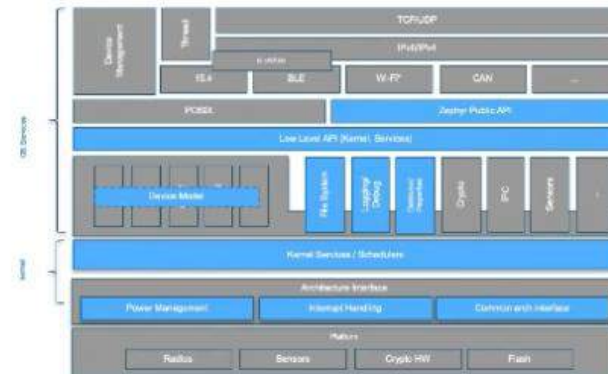 TCP/UDP
Device Management
Thread
IPv6/IPv4
15.4
BLE
Wi-Fi*
CAN
...
POSIX
Zephyr Public API
Low Level API (Kernel, Services)
OS Services
Device Model
File System
Logging/ Debug
Crypto
IPC
Sensors
Kernel Services / Schedulers
Kernel
Architecture Interface
Power Management
Interrupt Handling
Common arch interface
Platform
Radios
Sensors
Crypto HW
Flash